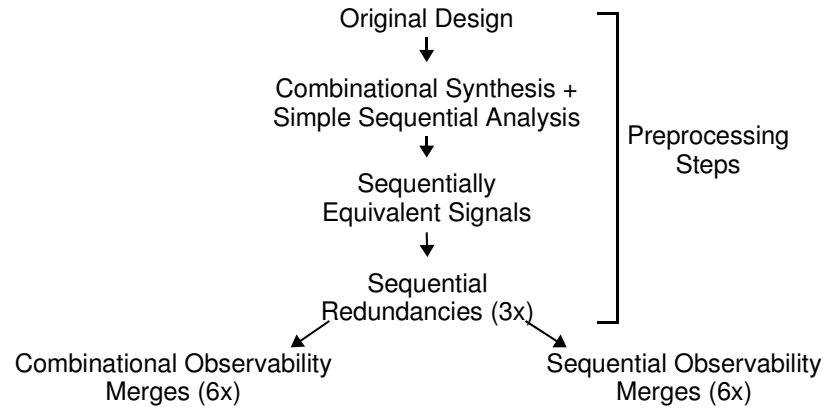 Original Design
Combinational Synthesis +
Simple Sequential Analysis
Preprocessing
Steps
Sequentially
Equivalent Signals
Sequential
Redundancies (3x)
Combinational Observability
Merges (6x)
Sequential Observability
Merges (6x)